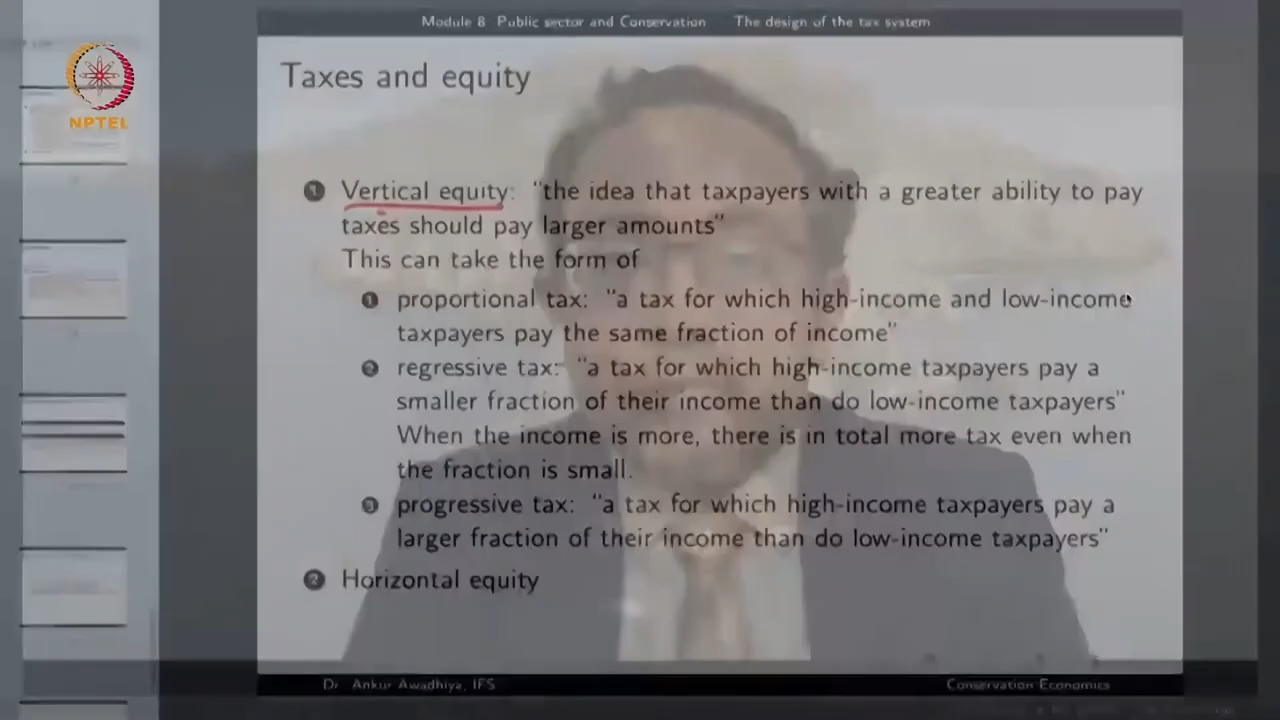 Module 8 Public sector and Conservation The design of the tax system
NPTEL
Taxes and equity
1 Vertical equity: "the idea that taxpayers with a greater ability to pay
taxes should pay larger amounts"
This can take the form of
1 proportional tax: "a tax for which high-income and low-income
taxpayers pay the same fraction of income"
2 regressive tax: "a tax for which high-income taxpayers pay a
smaller fraction of their income than do low-income taxpayers"
When the income is more, there is in total more tax even when
the fraction is small.
3 progressive tax: "a tax for which high-income taxpayers pay a
larger fraction of their income than do low-income taxpayers"
2 Horizontal equity
Dr Ankur Awadhiya, IFS Conservation Economics